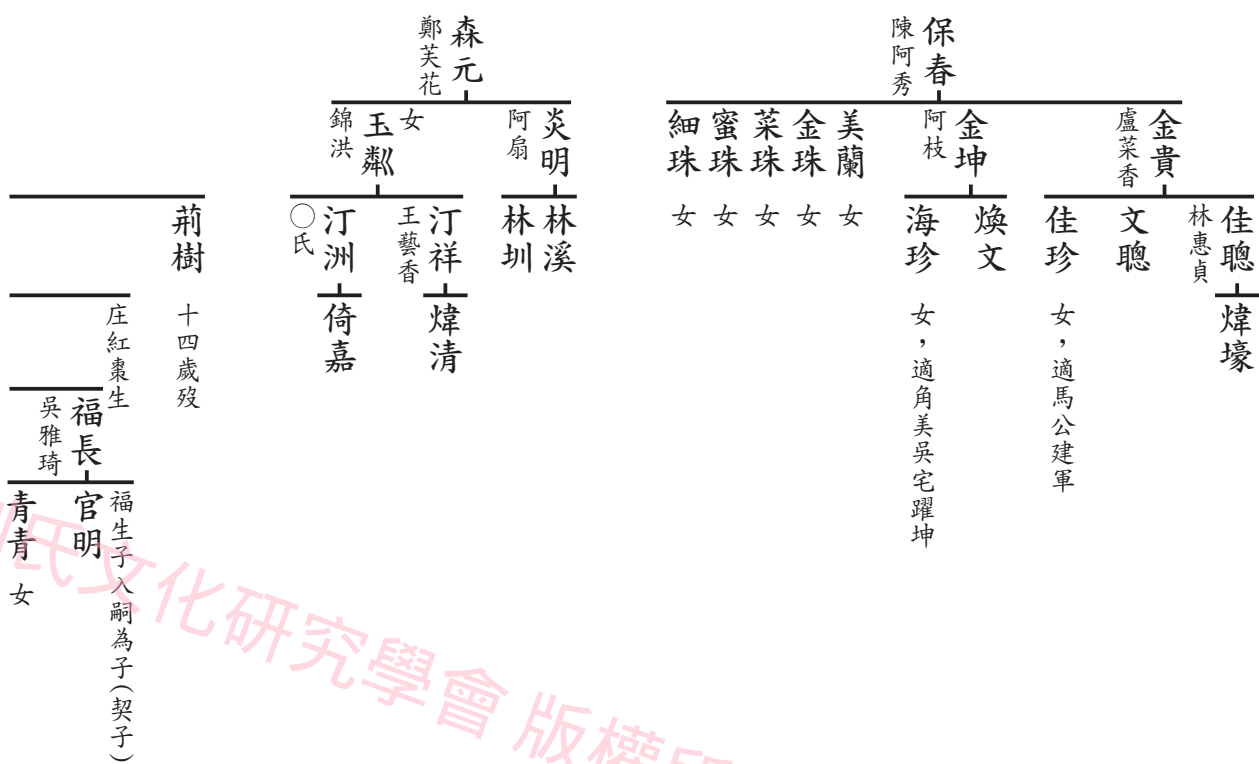 保春
陳阿秀
金貴
盧菜香
佳聰
林惠貞
煒壕
文聰
佳珍
女，適馬公建軍
金坤
阿枝
煥文
海珍
女，適角美吳宅躍坤
美蘭
女
金珠
女
菜珠
女
蜜珠
女
細珠
女
森元
鄭芙花
炎明
阿扇
林溪
林圳
女
玉粼
錦洪
汀祥
王藝香
煒清
汀洲
○氏
倚嘉
荊樹
十四歲歿
庄紅棗生
福長
吳雅琦
福生子入嗣為子(契子)
官明
青青
女
氏文化研究學會 版權